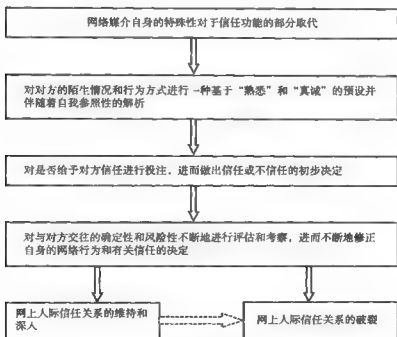 网络媒介自身的特殊性对于信任功能的部分取代
对对方的陌生情况和行为方式进行一种基于“熟悉”和“真诚”的预设并
伴随着自我参照性的解析
对是否给予对方信任进行投注，进而做出信任或不信任的初步决定
对与对方交往的确定性和风险性不断地进行评估和考察，进而不断地修正
自身的网络行为和有关信任的决定
网上人际信任关系的维持和
深入
网上人际信任关系的破裂